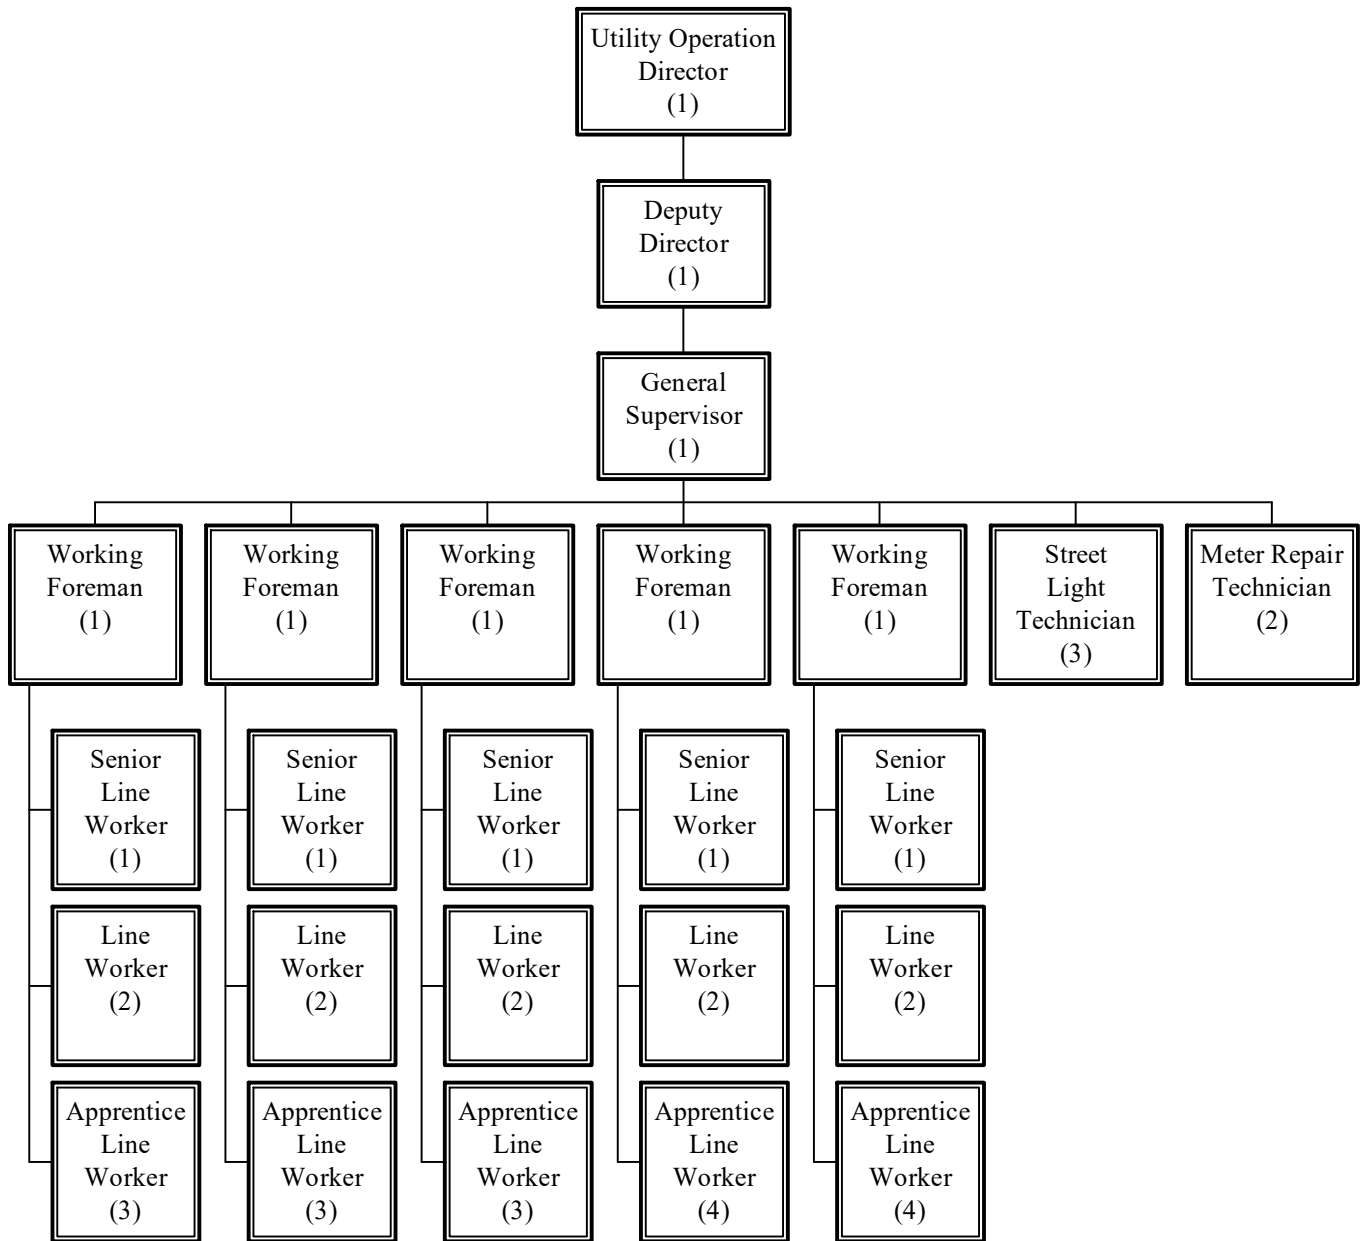 Utility Operation
Director
(1)
Deputy
Director
(1)
General
Supervisor
(1)
Working
Foreman
(1)
Working
Foreman
(1)
Working
Foreman
(1)
Working
Foreman
(1)
Working
Foreman
(1)
Street
Light
Technician
(3)
Meter Repair
Technician
(2)
Senior
Line
Worker
(1)
Senior
Line
Worker
(1)
Senior
Line
Worker
(1)
Senior
Line
Worker
(1)
Senior
Line
Worker
(1)
Line
Worker
(2)
Line
Worker
(2)
Line
Worker
(2)
Line
Worker
(2)
Line
Worker
(2)
Apprentice
Line
Worker
(3)
Apprentice
Line
Worker
(3)
Apprentice
Line
Worker
(3)
Apprentice
Line
Worker
(4)
Apprentice
Line
Worker
(4)